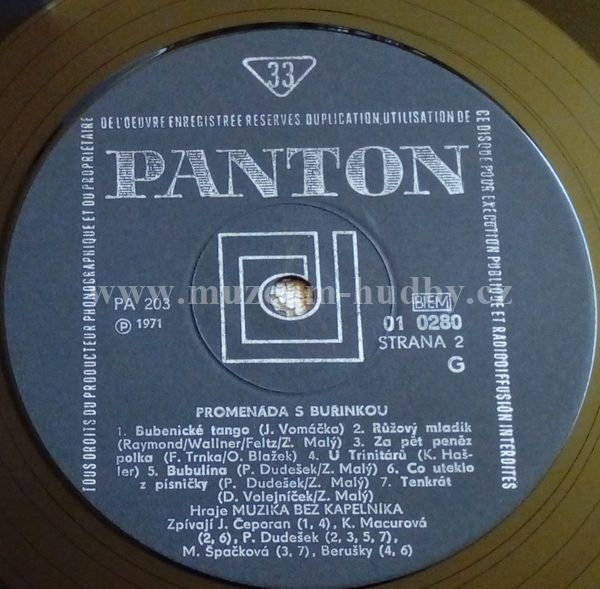 33
DE L'OEUVRE ENREGISTRÉE RESERVES. DUPLICATION, UTILISATION DE
CE DISQUE POUR EXECUTION PUBLIQUE ET RADIODIFFUSION INTERDITES
TOUS DROITS DU PRODUCTEUR PHONOGRAPHIQUE ET DU PROPRIETAIRE
PANTON
www.muzeum-hudby.cz
PA 203
Ⓟ 1971
BIEM
01 0280
STRANA 2
G
PROMENÁDA S BUŘINKOU
1. Bubenické tango (J. Vomáčka) 2. Růžový mladík
(Raymond/Wallner/Feltz/Z. Malý) 3. Za pět peněz
polka (F. Trnka/O. Blažek) 4. U Trinitárů (K. Haš-
ler) 5. Bubulína (P. Dudešek/Z. Malý) 6. Co uteklo
z písničky (P. Dudešek/Z. Malý) 7. Tenkrát
(D. Volejníček/Z. Malý)
Hraje MUZIKA BEZ KAPELNÍKA
Zpívají J. Čeporan (1, 4), K. Macurová
(2, 6), P. Dudešek (2, 3, 5, 7),
M. Špačková (3, 7), Berušky (4, 6)